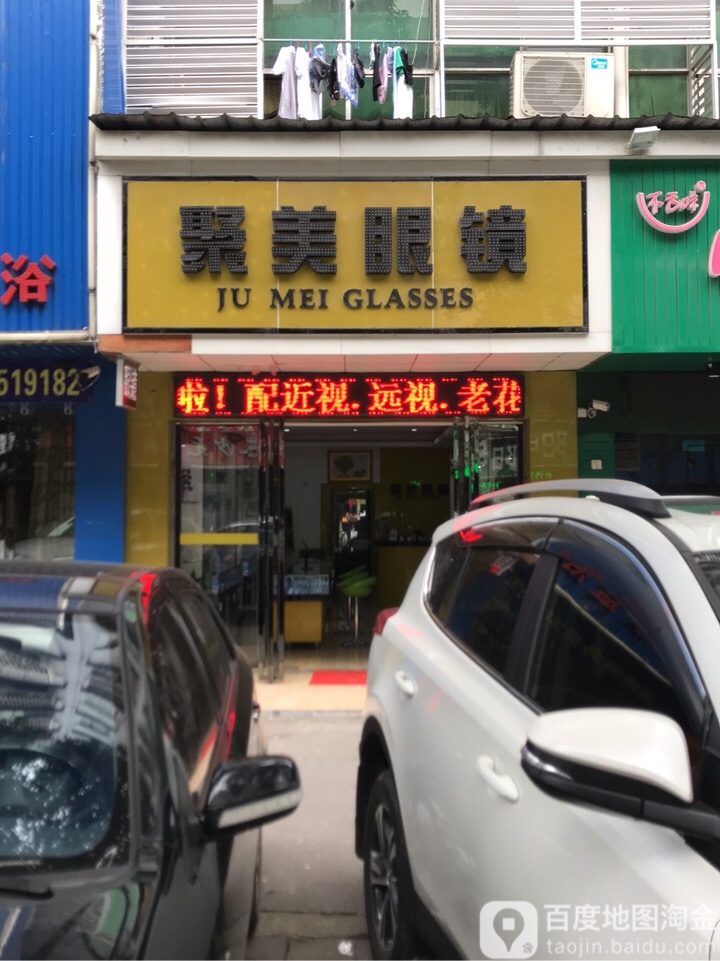 聚美眼镜
JU MEI GLASSES
不否味
浴
519182
啦！配近视.远视.老花
百度地图淘金
taojin.baidu.com